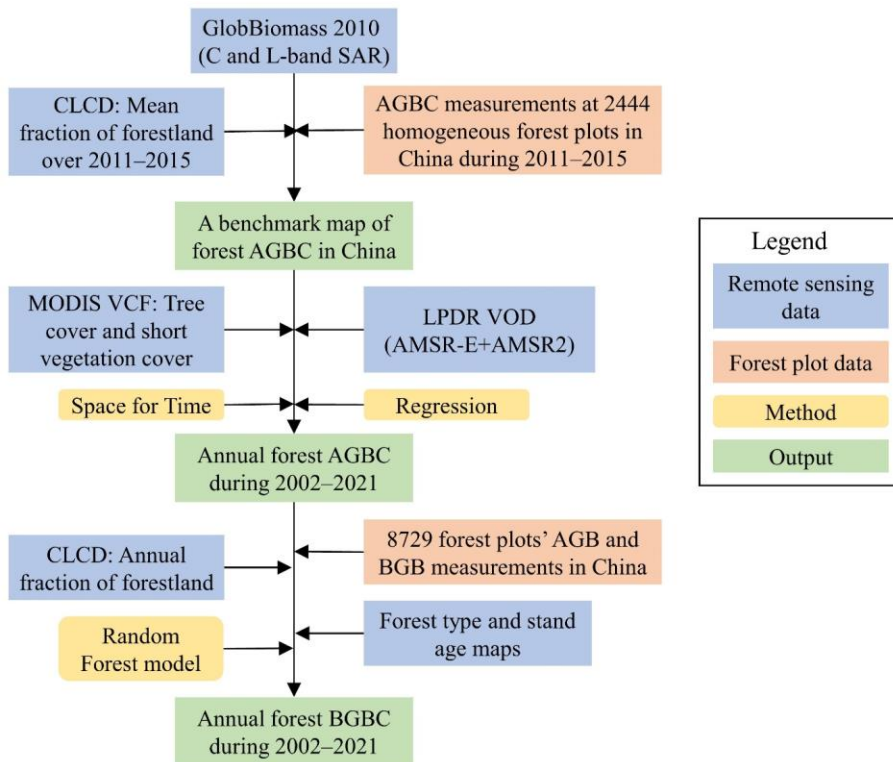 GlobBiomass 2010
(C and L-band SAR)
CLCD: Mean
fraction of forestland
over 2011–2015
AGBC measurements at 2444
homogeneous forest plots in
China during 2011–2015
A benchmark map of
forest AGBC in China
MODIS VCF: Tree
cover and short
vegetation cover
LPDR VOD
(AMSR-E+AMSR2)
Space for Time
Regression
Annual forest AGBC
during 2002–2021
CLCD: Annual
fraction of forestland
8729 forest plots’ AGB and
BGB measurements in China
Random
Forest model
Forest type and stand
age maps
Annual forest BGBC
during 2002–2021
Legend
Remote sensing
data
Forest plot data
Method
Output